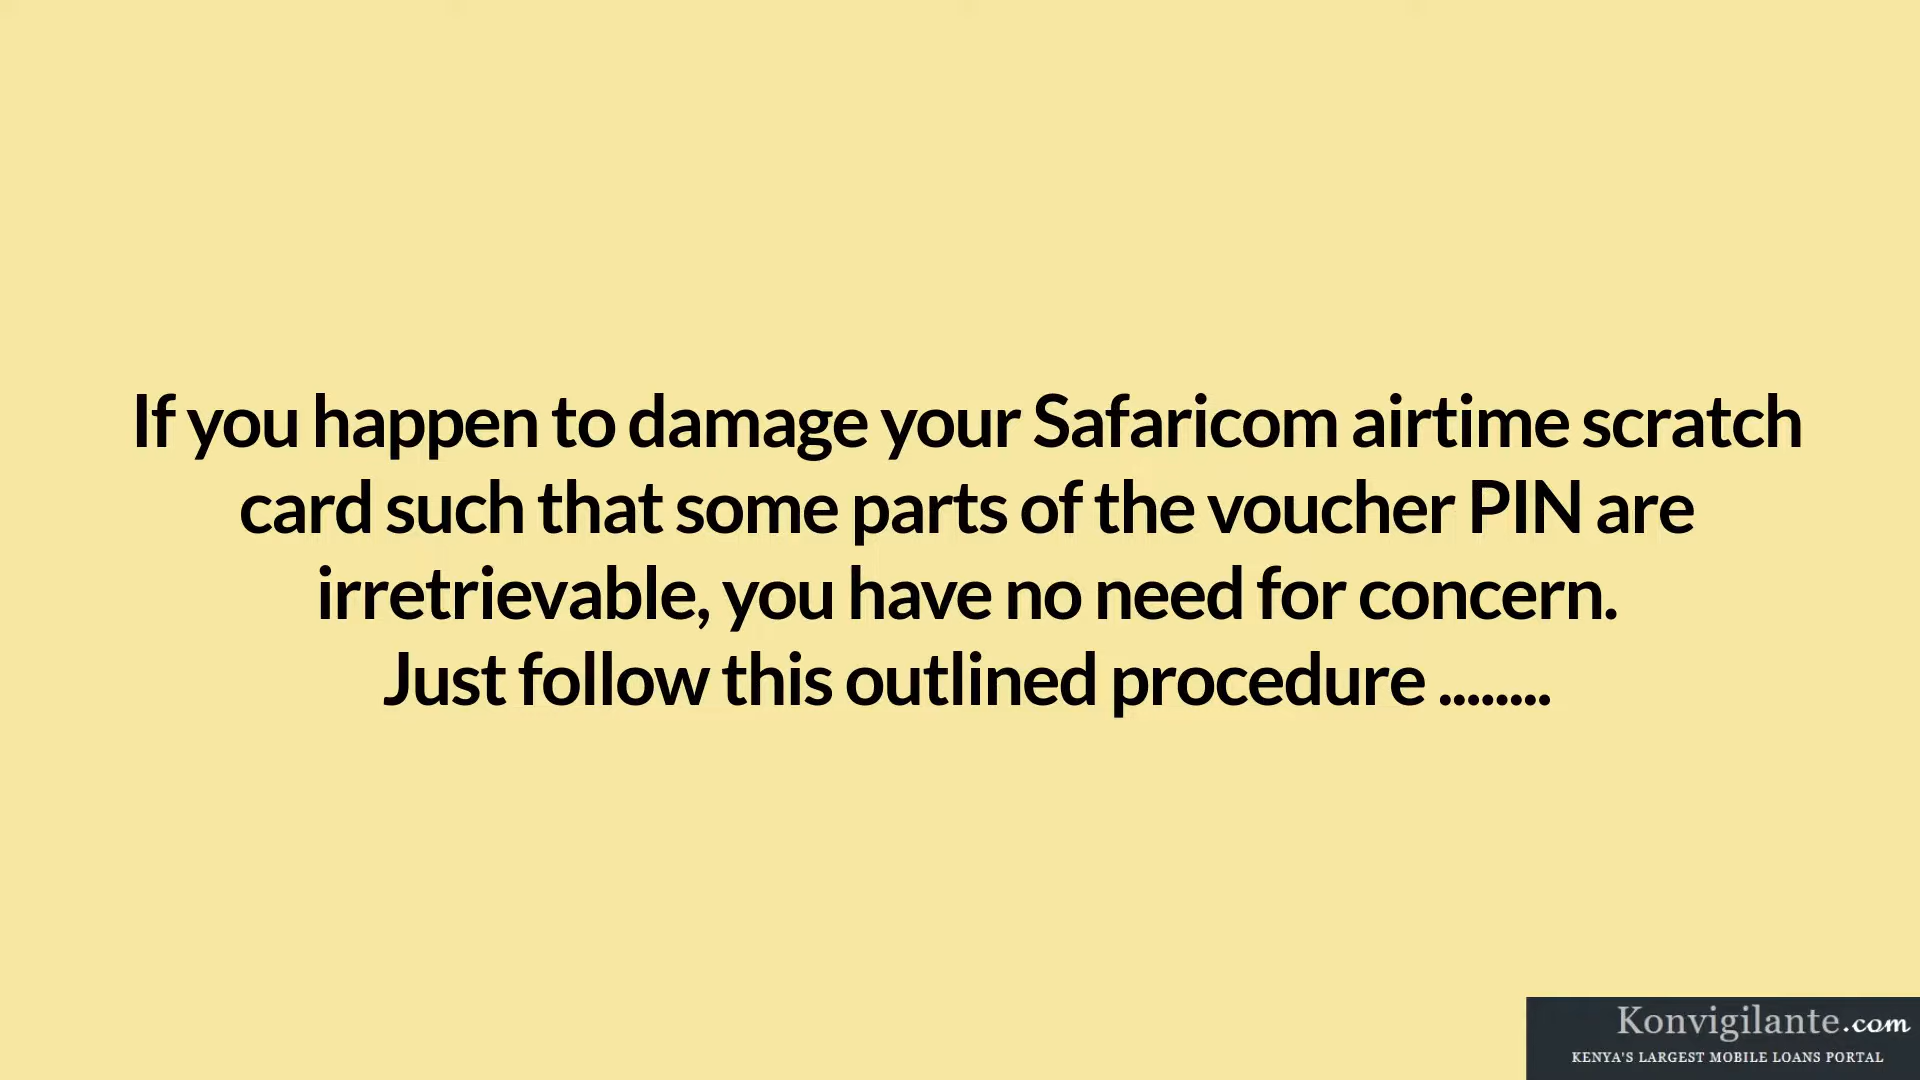 If you happen to damage your Safaricom airtime scratch
card such that some parts of the voucher PIN are
irretrievable, you have no need for concern.
Just follow this outlined procedure ........
Konvigilante.com
KENYA'S LARGEST MOBILE LOANS PORTAL